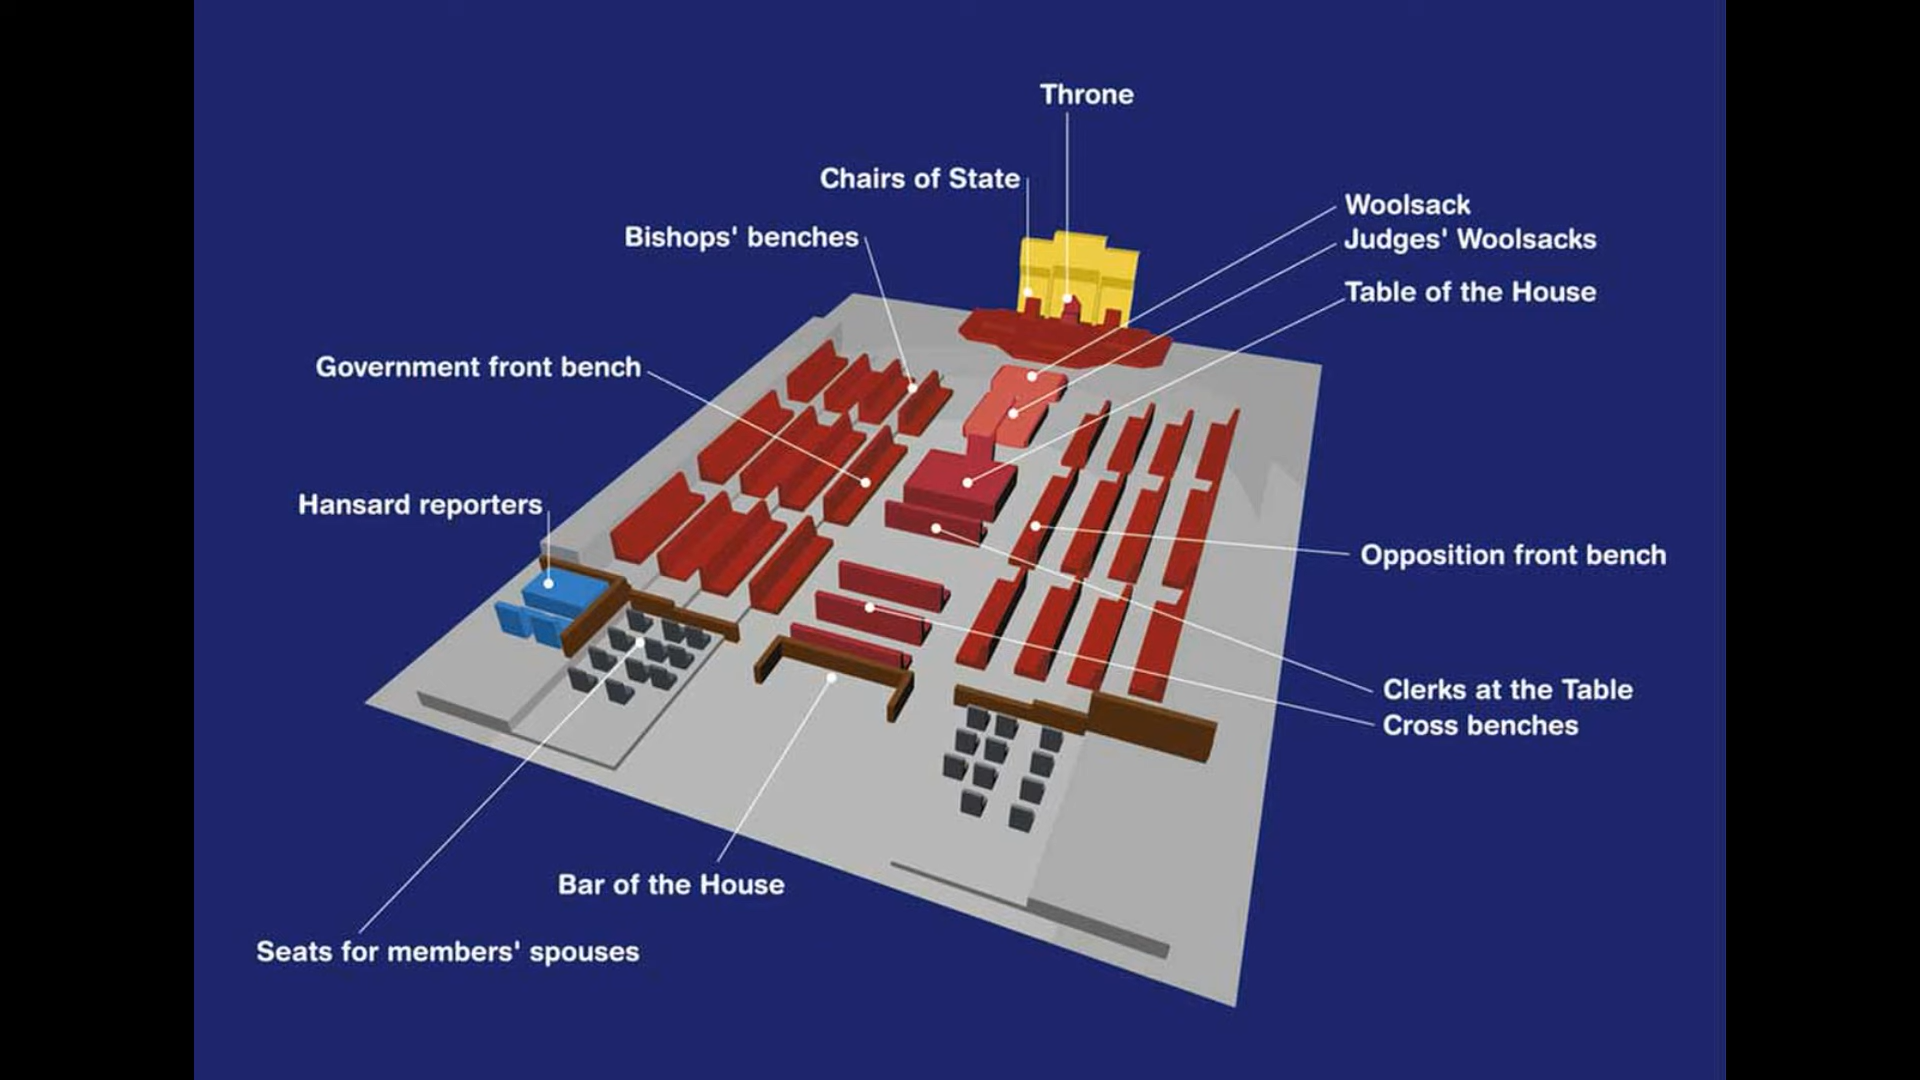 Throne
Chairs of State
Woolsack
Bishops' benches
Judges' Woolsacks
Table of the House
Government front bench
Hansard reporters
Opposition front bench
Clerks at the Table
Cross benches
Bar of the House
Seats for members' spouses